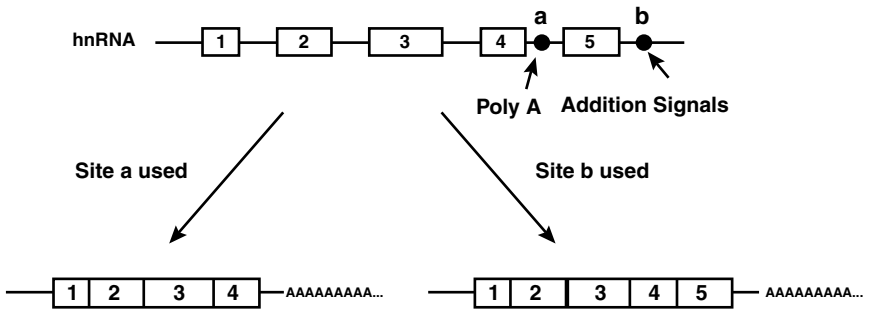 a b
hnRNA 1 2 3 4 5
Poly A Addition Signals
Site a used Site b used
1 2 3 4 AAAAAAAAA... 1 2 3 4 5 AAAAAAAAA...